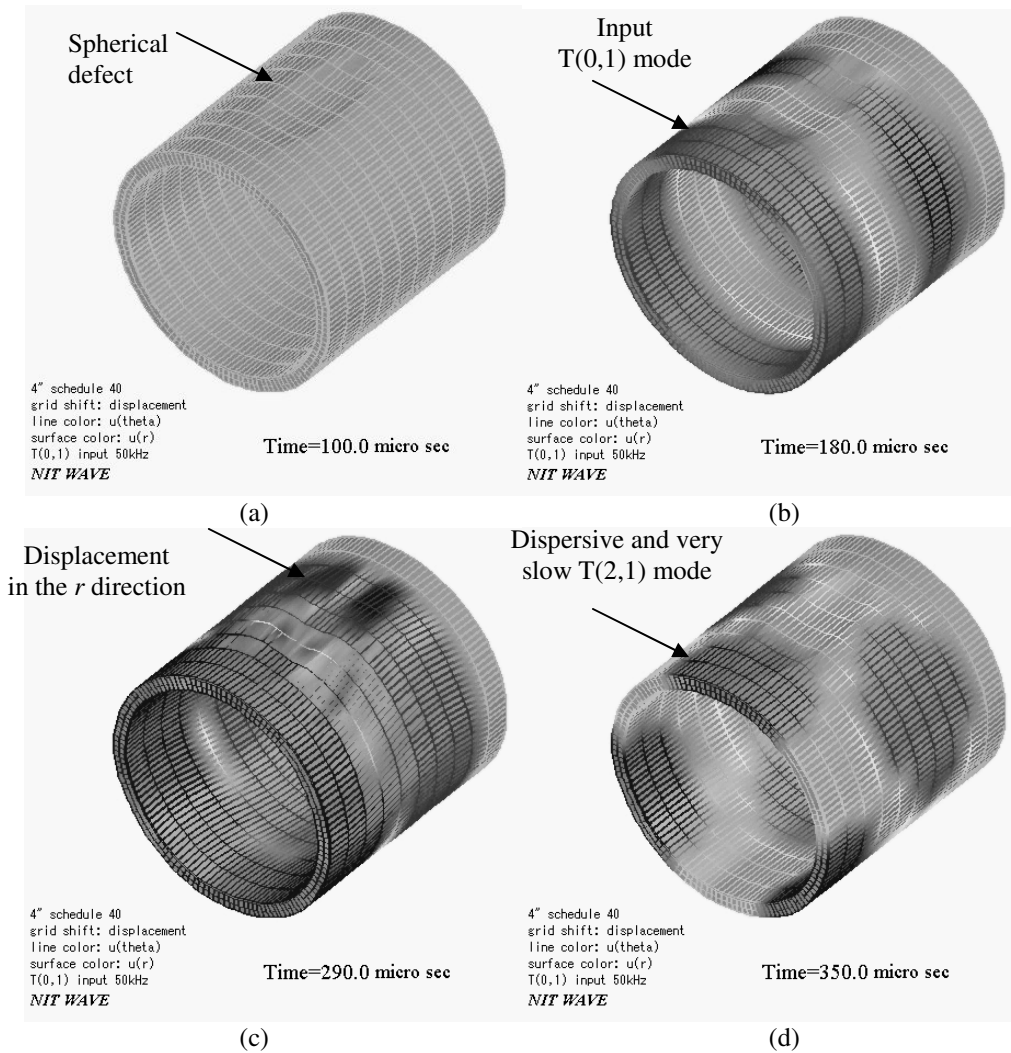 Spherical
defect
4" schedule 40
grid shift: displacement
line color: u(theta)
surface color: u(r)
T(0,1) input 50kHz
NIT WAVE
Time=100.0 micro sec
(a)
Input
T(0,1) mode
4" schedule 40
grid shift: displacement
line color: u(theta)
surface color: u(r)
T(0,1) input 50kHz
NIT WAVE
Time=180.0 micro sec
(b)
Displacement
in the r direction
4" schedule 40
grid shift: displacement
line color: u(theta)
surface color: u(r)
T(0,1) input 50kHz
NIT WAVE
Time=290.0 micro sec
(c)
Dispersive and very
slow T(2,1) mode
4" schedule 40
grid shift: displacement
line color: u(theta)
surface color: u(r)
T(0,1) input 50kHz
NIT WAVE
Time=350.0 micro sec
(d)